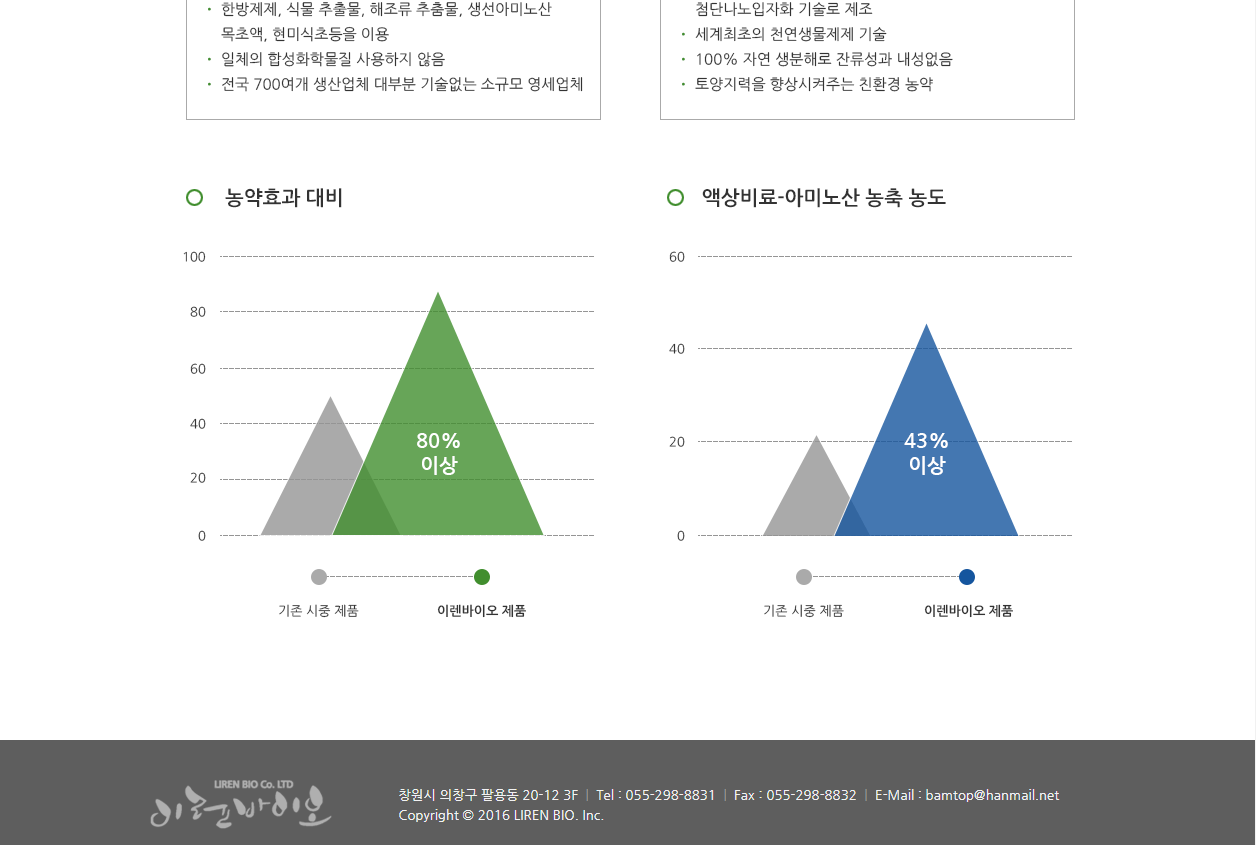 한방제제, 식물 추출물, 해조류 추춤물, 생선아미노산
목초액, 현미식초등을 이용
일체의 합성화학물질 사용하지 않음
전국 700여개 생산업체 대부분 기술없는 소규모 영세업체
첨단나노입자화 기술로 제조
세계최초의 천연생물제제 기술
100% 자연 생분해로 잔류성과 내성없음
토양지력을 향상시켜주는 친환경 농약
농약효과 대비
100
80
60
40
20
0
80%
이상
기존 시중 제품
이렌바이오 제품
액상비료-아미노산 농축 농도
60
40
20
0
43%
이상
기존 시중 제품
이렌바이오 제품
LIREN BIO Co. LTD
이렌바이오
창원시 의창구 팔용동 20-12 3F | Tel : 055-298-8831 | Fax : 055-298-8832 | E-Mail : bamtop@hanmail.net
Copyright © 2016 LIREN BIO. Inc.